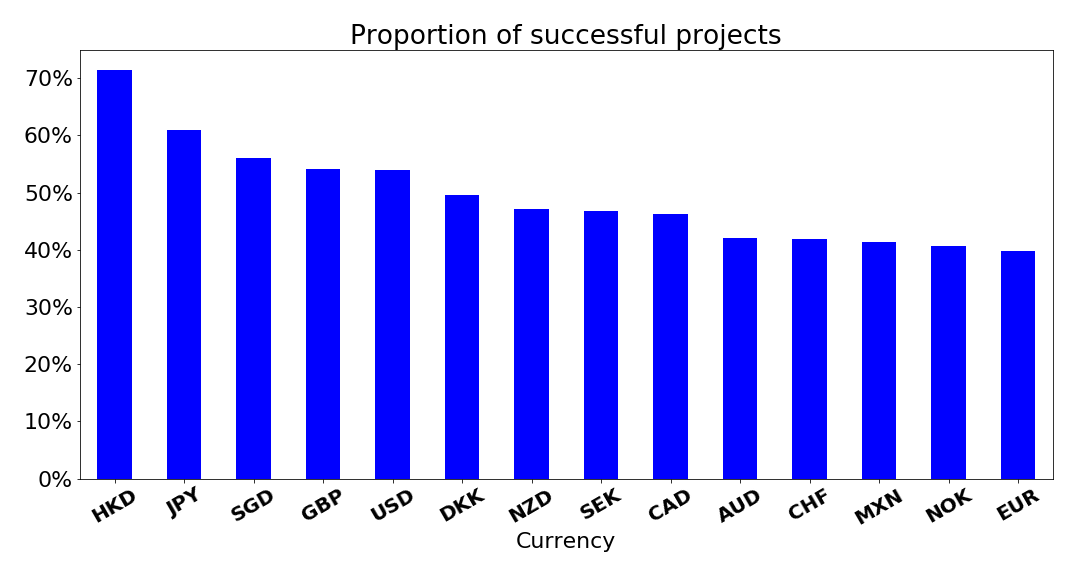 Proportion of successful projects
70%
60%
50%
40%
30%
20%
10%
0%
HKD JPY SGD GBP USD DKK NZD SEK CAD AUD CHF MXN NOK EUR
Currency